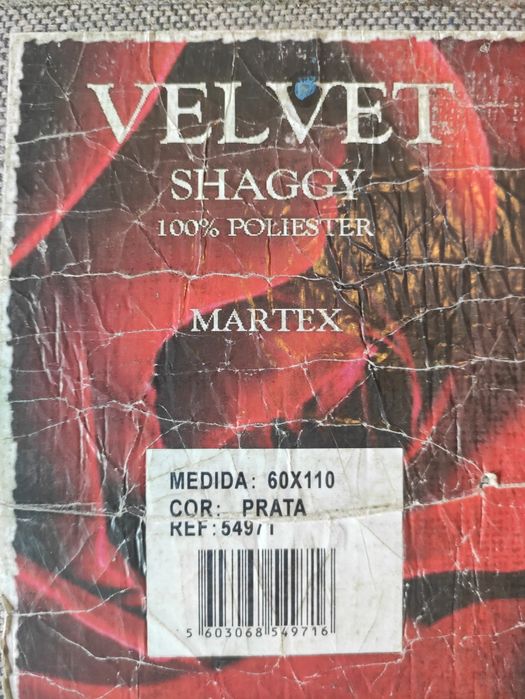 VELVET
SHAGGY
100% POLIESTER
MARTEX
MEDIDA: 60X110
COR: PRATA
REF:54971
5 603068 549716